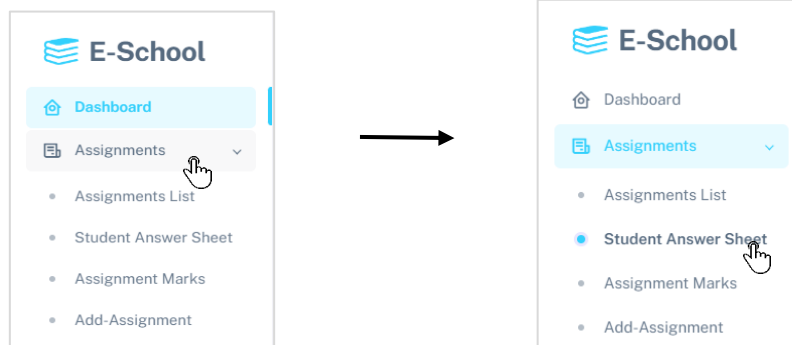 E-School
Dashboard
Assignments
Assignments List
Student Answer Sheet
Assignment Marks
Add-Assignment
E-School
Dashboard
Assignments
Assignments List
Student Answer Sheet
Assignment Marks
Add-Assignment